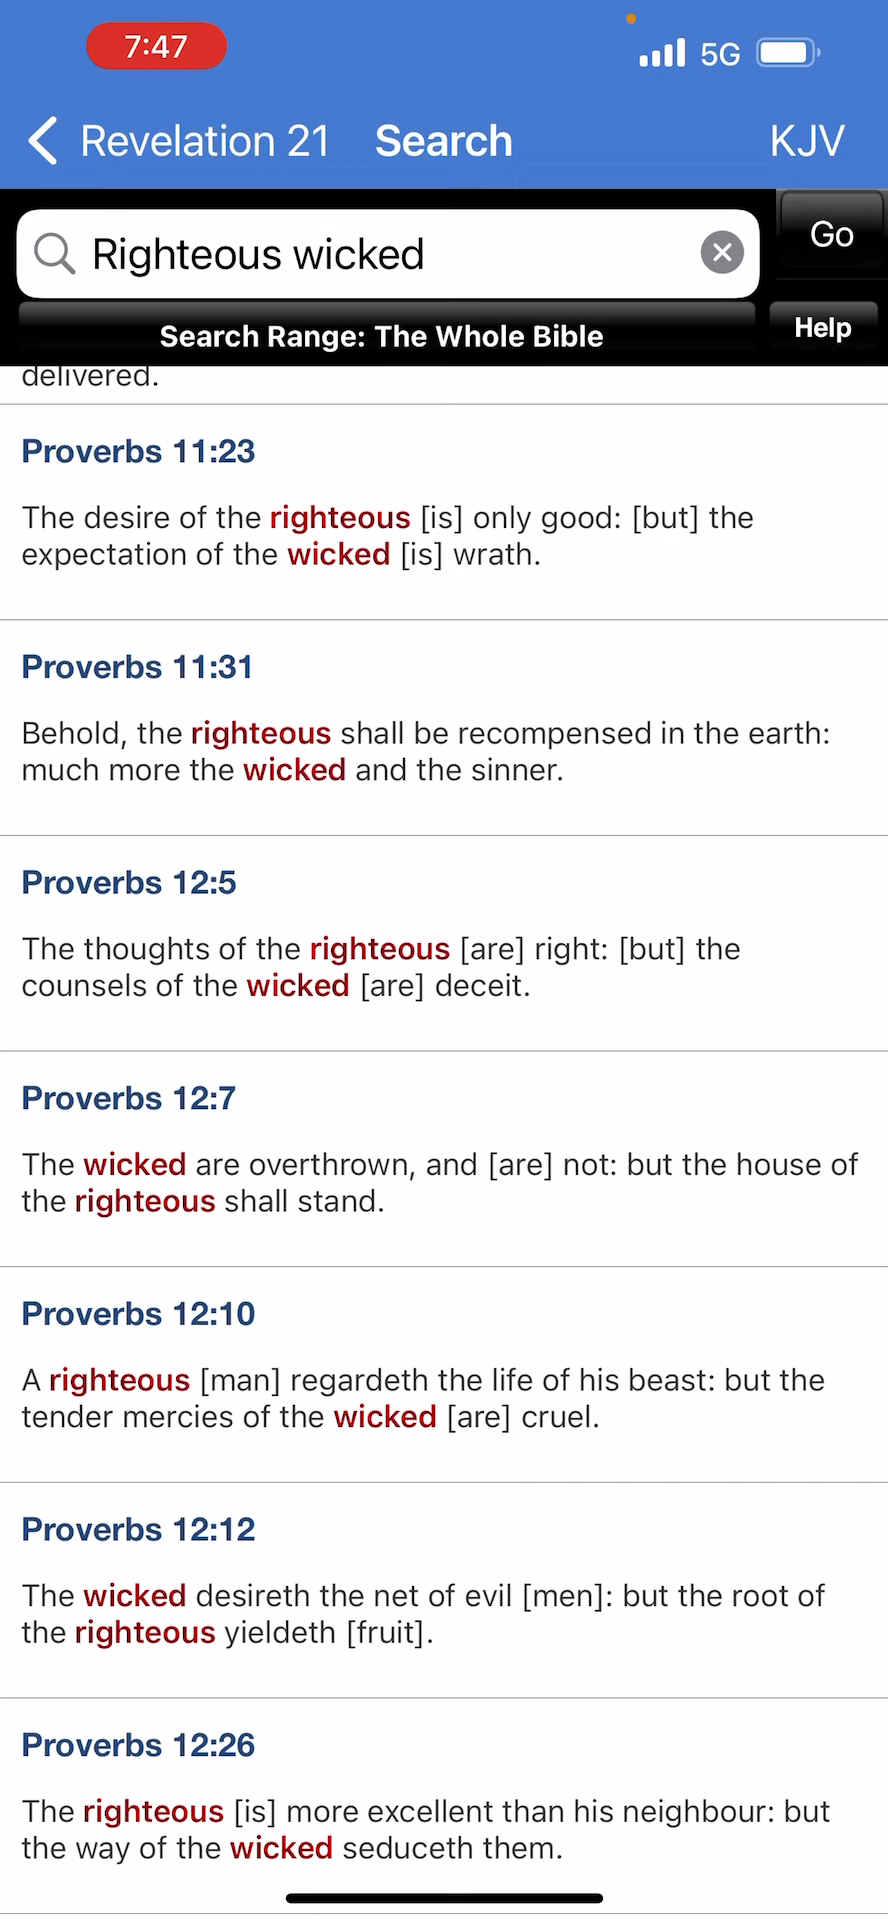 7:47
5G
Revelation 21 Search KJV
Righteous wicked
Go
Search Range: The Whole Bible
Help
delivered.
Proverbs 11:23
The desire of the righteous [is] only good: [but] the
expectation of the wicked [is] wrath.
Proverbs 11:31
Behold, the righteous shall be recompensed in the earth:
much more the wicked and the sinner.
Proverbs 12:5
The thoughts of the righteous [are] right: [but] the
counsels of the wicked [are] deceit.
Proverbs 12:7
The wicked are overthrown, and [are] not: but the house of
the righteous shall stand.
Proverbs 12:10
A righteous [man] regardeth the life of his beast: but the
tender mercies of the wicked [are] cruel.
Proverbs 12:12
The wicked desireth the net of evil [men]: but the root of
the righteous yieldeth [fruit].
Proverbs 12:26
The righteous [is] more excellent than his neighbour: but
the way of the wicked seduceth them.